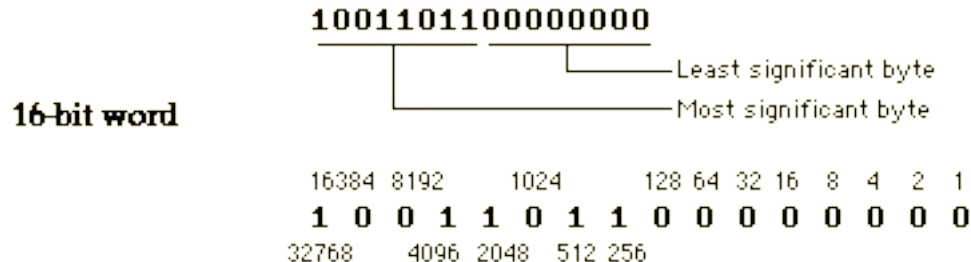 1001101100000000
Least significant byte
Most significant byte
16-bit word
16384 8192 1024 128 64 32 16 8 4 2 1
1 0 0 1 1 0 1 1 0 0 0 0 0 0 0 0
32768 4096 2048 512 256